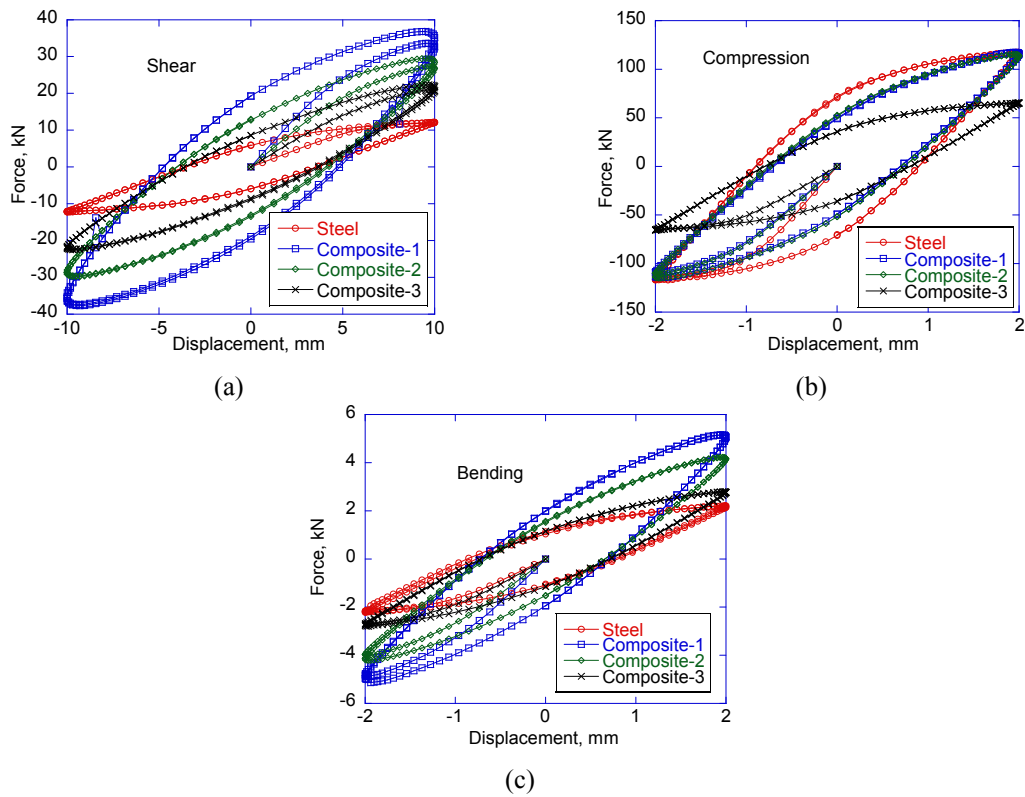 40
30
20
10
0
-10
-20
-30
-40
Force, kN
Shear
Steel
Composite-1
Composite-2
Composite-3
-10
-5
0
5
10
Displacement, mm
(a)
150
100
50
0
-50
-100
-150
Force, kN
Compression
Steel
Composite-1
Composite-2
Composite-3
-2
-1
0
1
2
Displacement, mm
(b)
6
4
2
0
-2
-4
-6
Force, kN
Bending
Steel
Composite-1
Composite-2
Composite-3
-2
-1
0
1
2
Displacement, mm
(c)